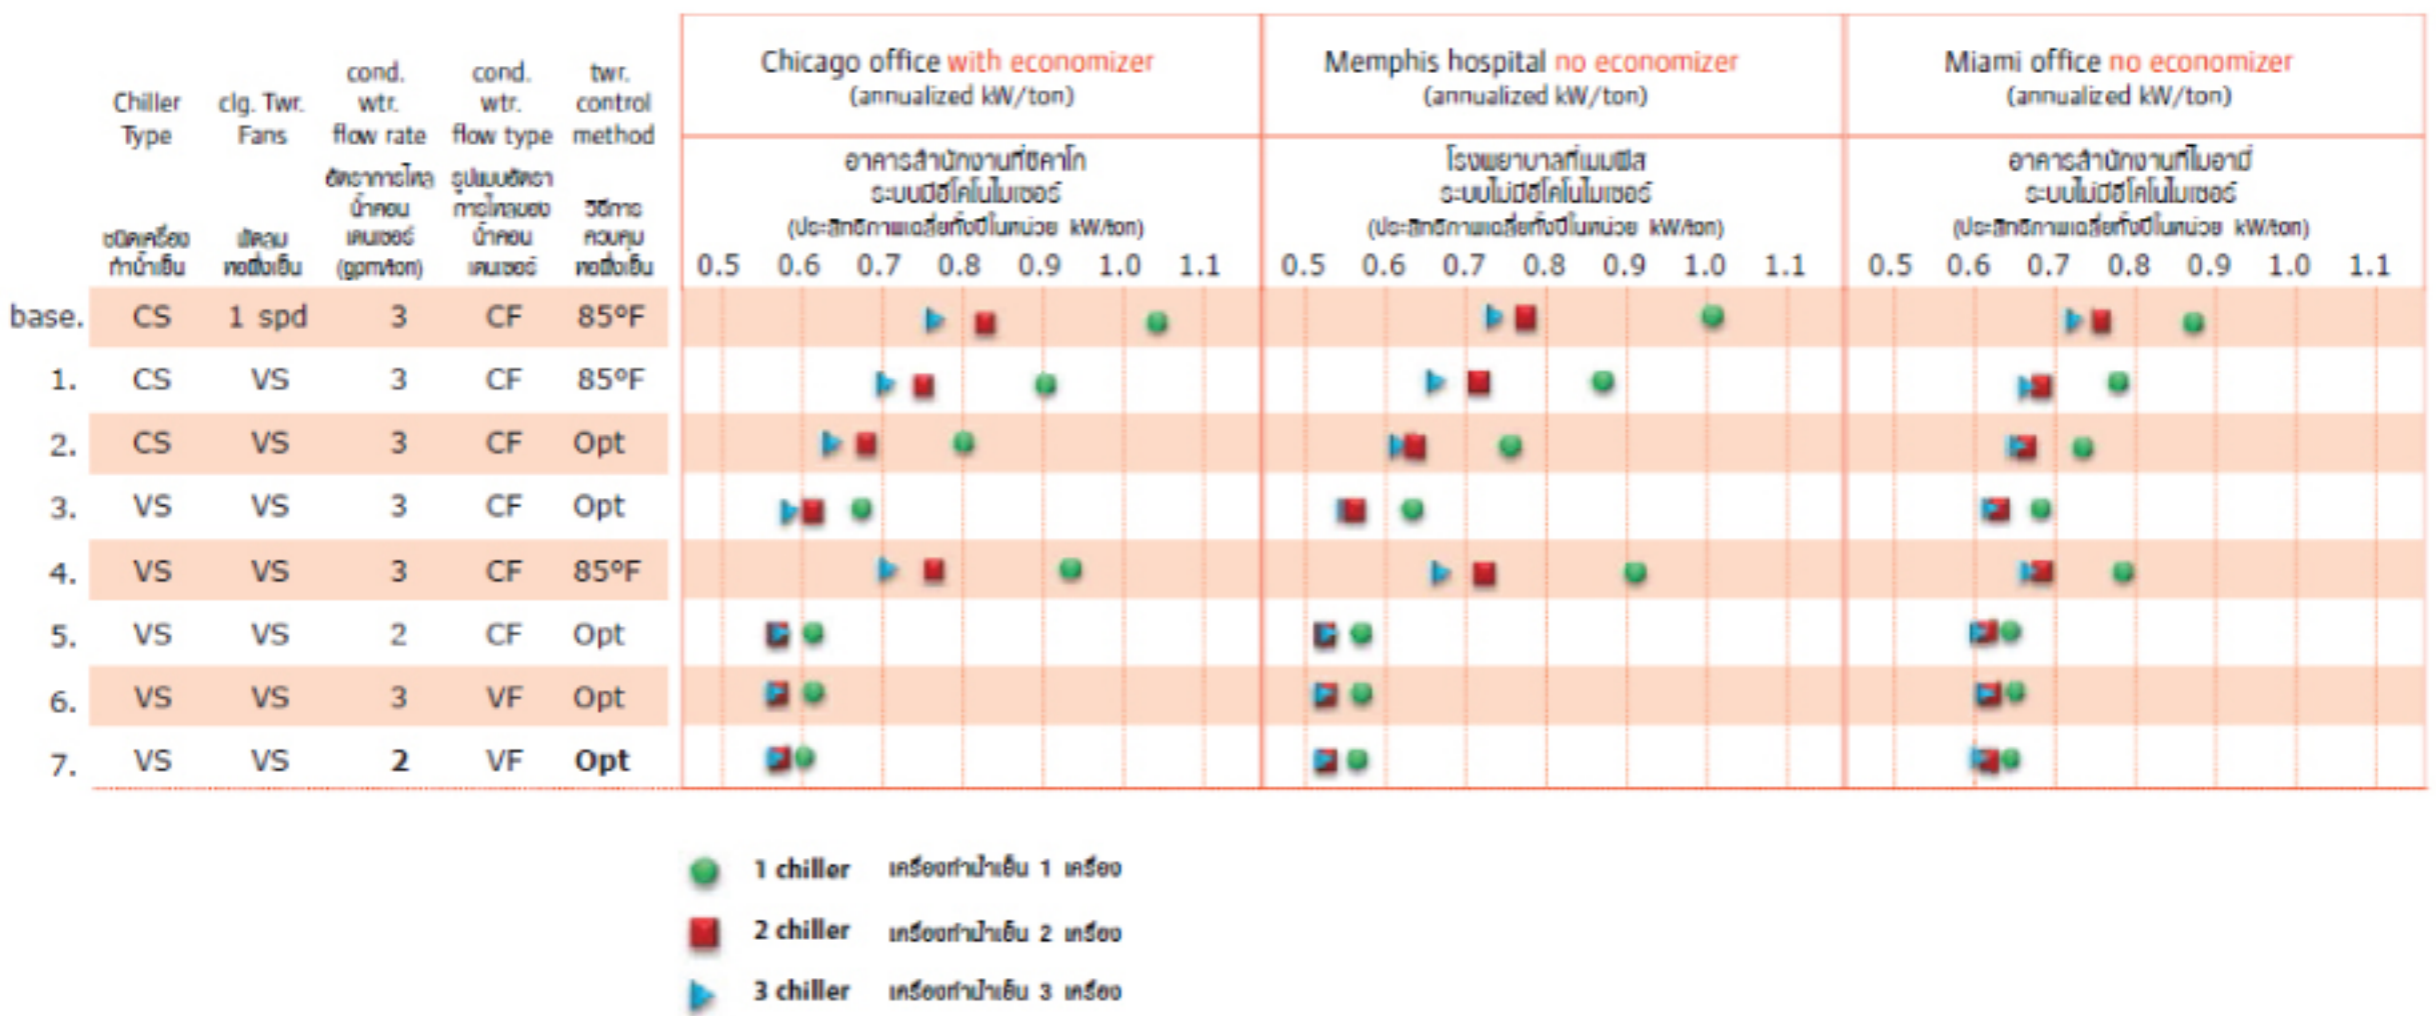 Chiller Type
clg. Twr. Fans
cond. wtr. flow rate
cond. wtr. flow type
twr. control method
ชนิดเครื่องทำน้ำเย็น
พัดลมหอผึ่งเย็น
อัตราการไหลน้ำคอนเดนเซอร์ (gpm/ton)
รูปแบบอัตราการไหลของน้ำคอนเดนเซอร์
วิธีการควบคุมหอผึ่งเย็น
Chicago office with economizer
(annualized kW/ton)
อาคารสำนักงานที่ชิคาโก
ระบบมีอีโคโนไมเซอร์
(ประสิทธิภาพเฉลี่ยทั้งปีในหน่วย kW/ton)
0.5 0.6 0.7 0.8 0.9 1.0 1.1
Memphis hospital no economizer
(annualized kW/ton)
โรงพยาบาลที่เมมฟิส
ระบบไม่มีอีโคโนไมเซอร์
(ประสิทธิภาพเฉลี่ยทั้งปีในหน่วย kW/ton)
0.5 0.6 0.7 0.8 0.9 1.0 1.1
Miami office no economizer
(annualized kW/ton)
อาคารสำนักงานที่ไมอามี่
ระบบไม่มีอีโคโนไมเซอร์
(ประสิทธิภาพเฉลี่ยทั้งปีในหน่วย kW/ton)
0.5 0.6 0.7 0.8 0.9 1.0 1.1
base. CS 1 spd 3 CF 85°F
1. CS VS 3 CF 85°F
2. CS VS 3 CF Opt
3. VS VS 3 CF Opt
4. VS VS 3 CF 85°F
5. VS VS 2 CF Opt
6. VS VS 3 VF Opt
7. VS VS 2 VF Opt
1 chiller เครื่องทำน้ำเย็น 1 เครื่อง
2 chiller เครื่องทำน้ำเย็น 2 เครื่อง
3 chiller เครื่องทำน้ำเย็น 3 เครื่อง